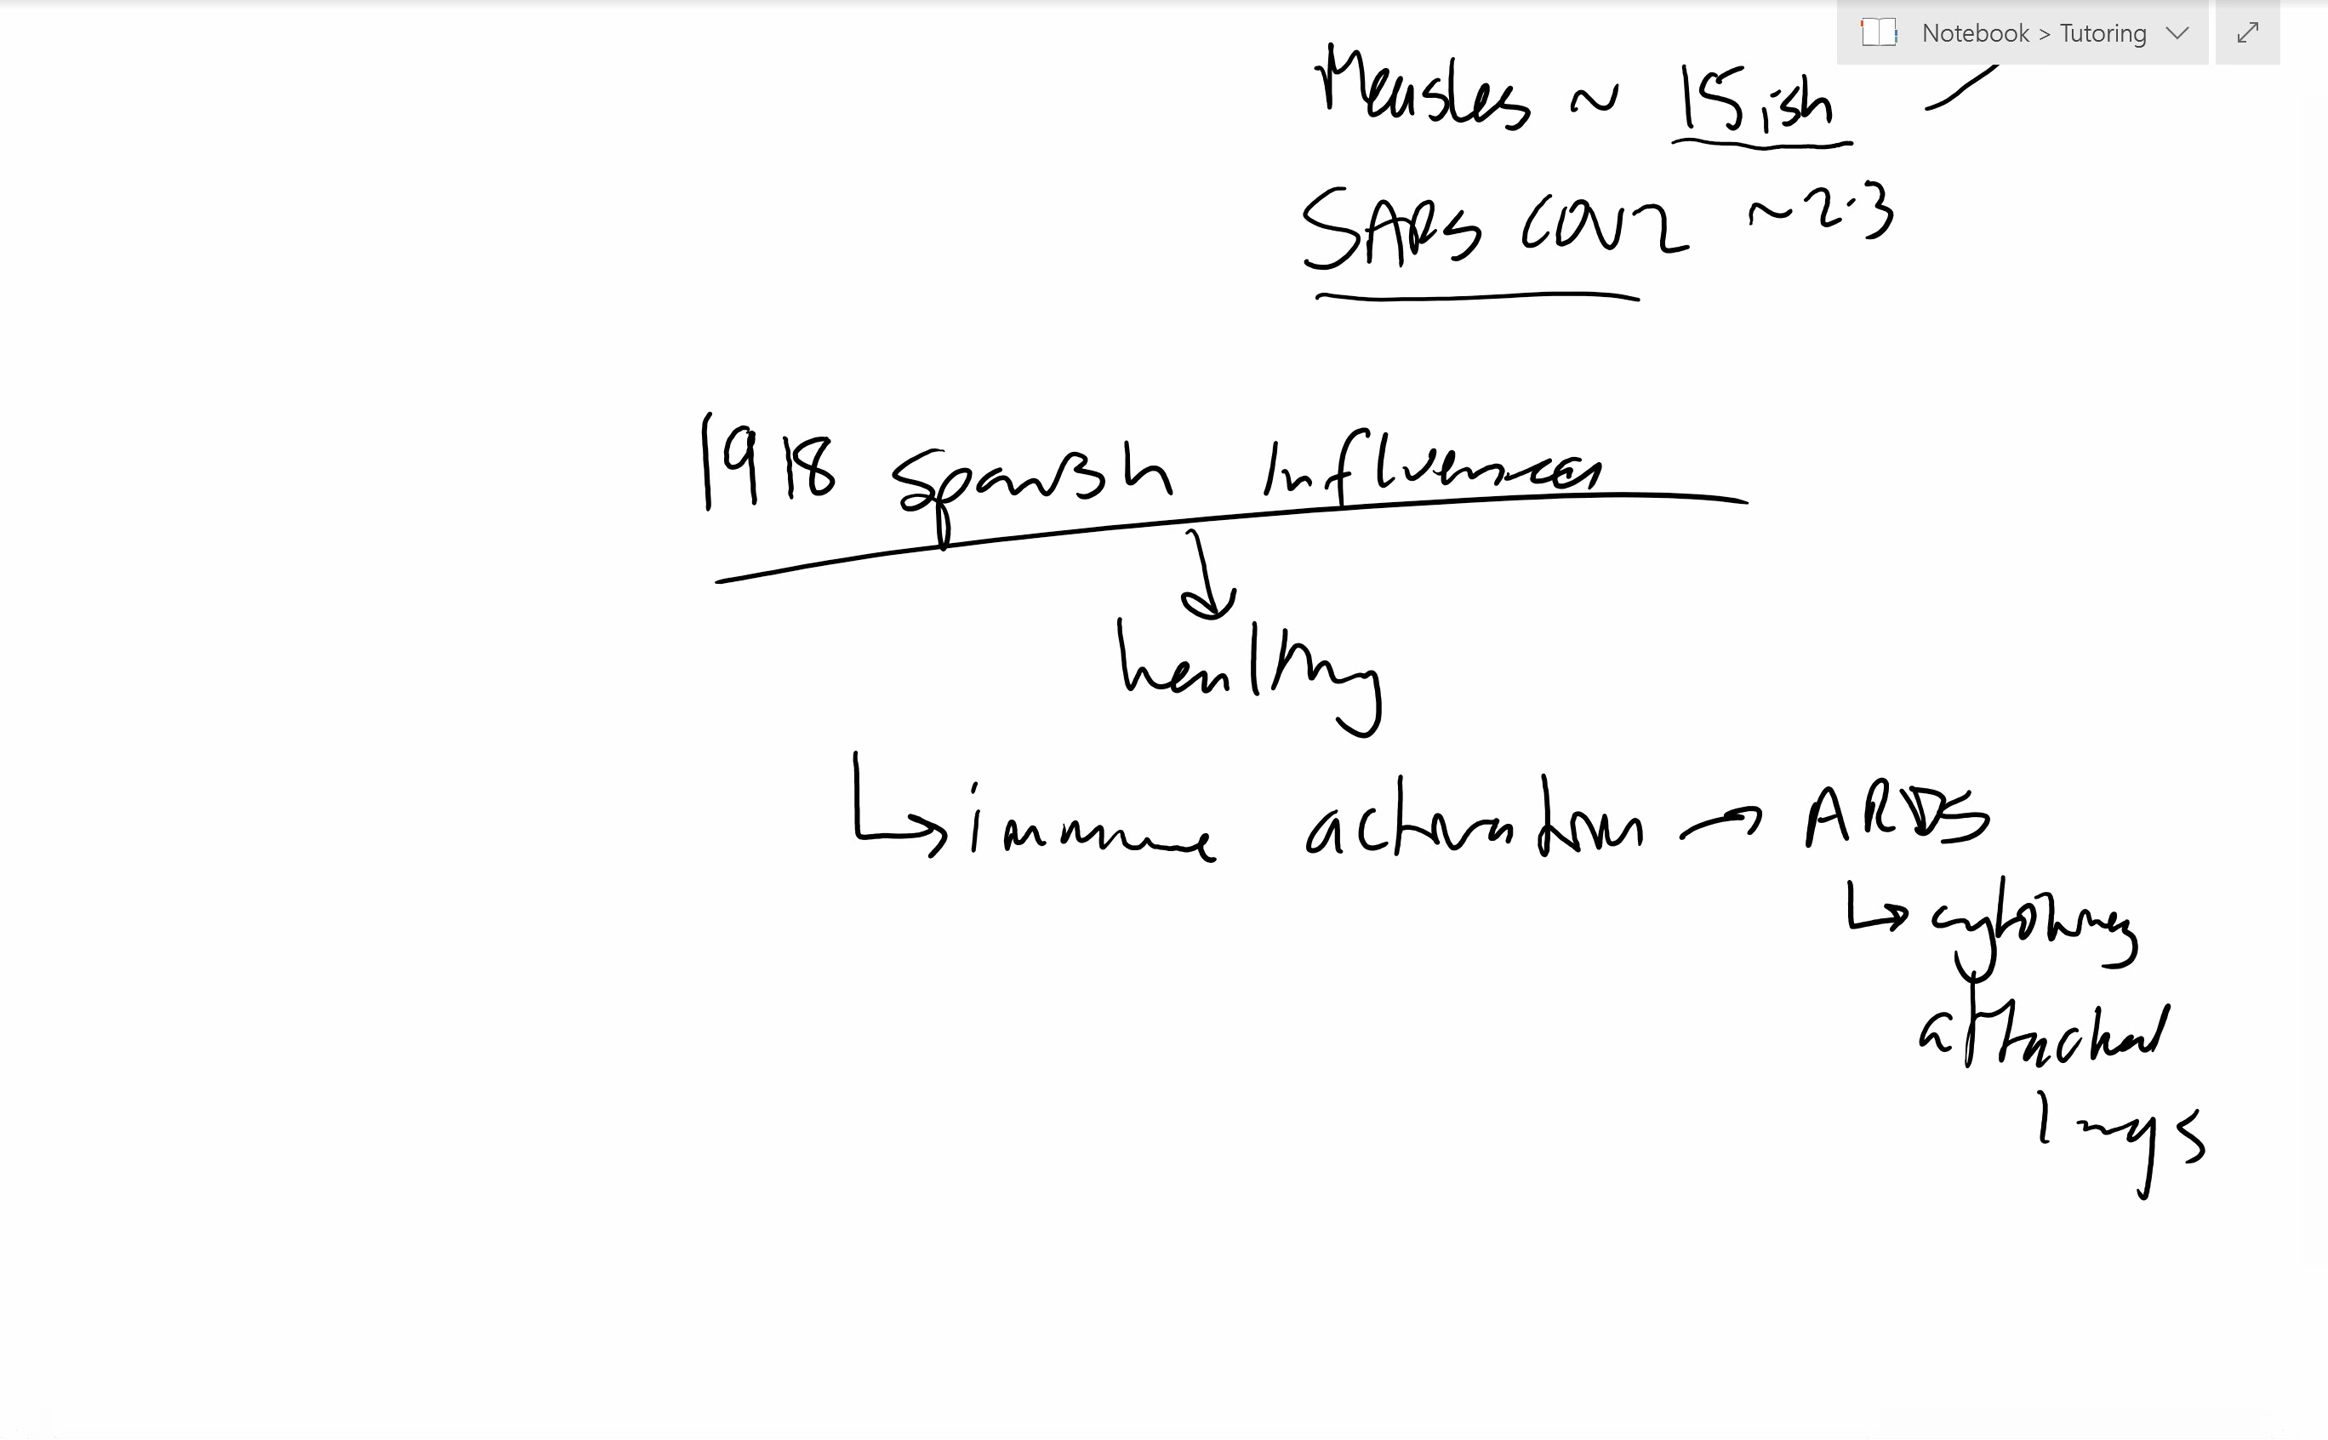 Notebook > Tutoring
Measles ~ 15ish
SARS COV2 ~2.3
1918 Spanish Influenza
healthy
immune activation → ARDS
cytokines
attacked
lungs